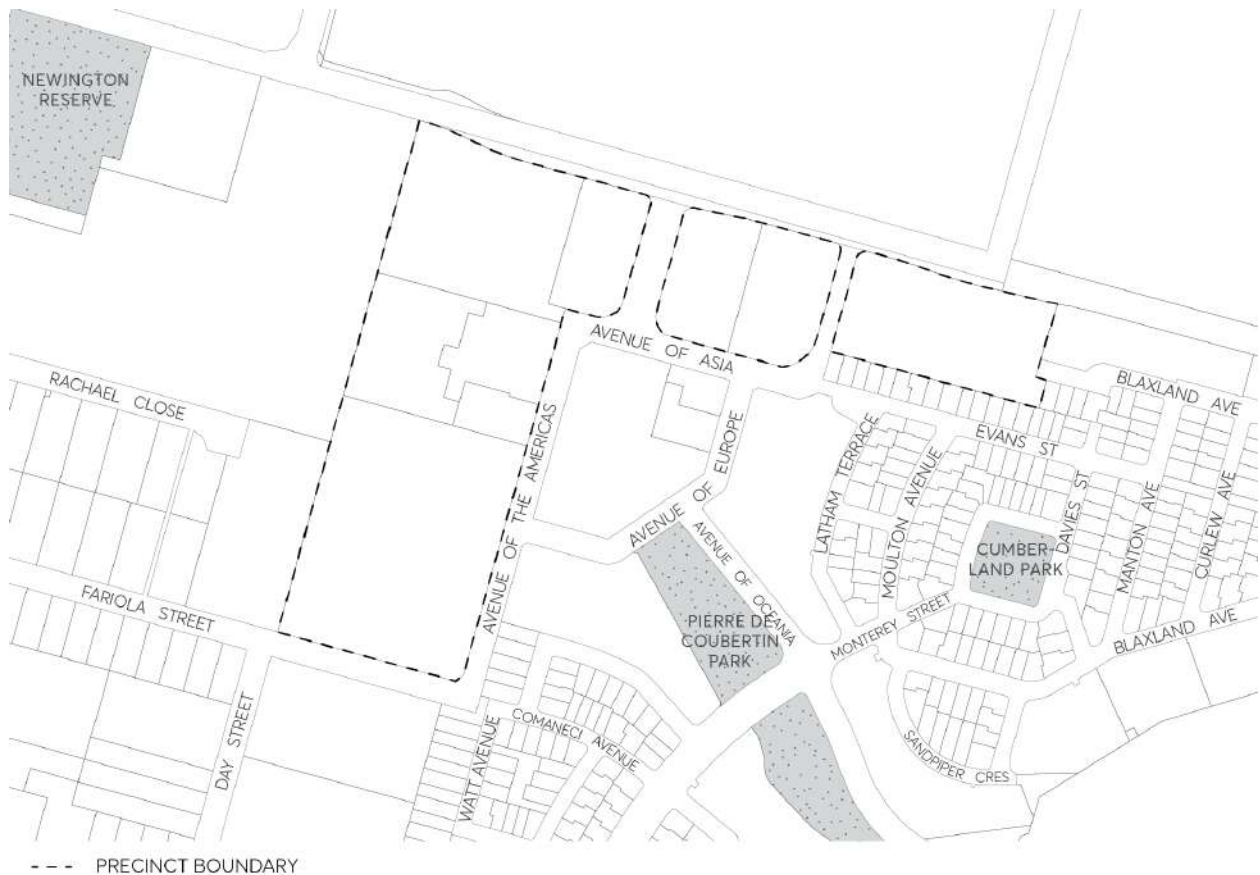 NEWINGTON
RESERVE
AVENUE OF ASIA
RACHAEL CLOSE
BLAXLAND AVE
EVANS ST
AVENUE OF THE AMERICAS
AVENUE OF EUROPE
LATHAM TERRACE
MOULTON AVENUE
DAVIES ST
MANTON AVE
CURLEW AVE
AVENUE OF OCEANIA
CUMBER-
LAND PARK
FARIOLA STREET
PIERRE DE
COUBERTIN
PARK
MONTEREY STREET
BLAXLAND AVE
DAY STREET
WATT AVENUE
COMANECI AVENUE
SANDPIPER CRES
PRECINCT BOUNDARY